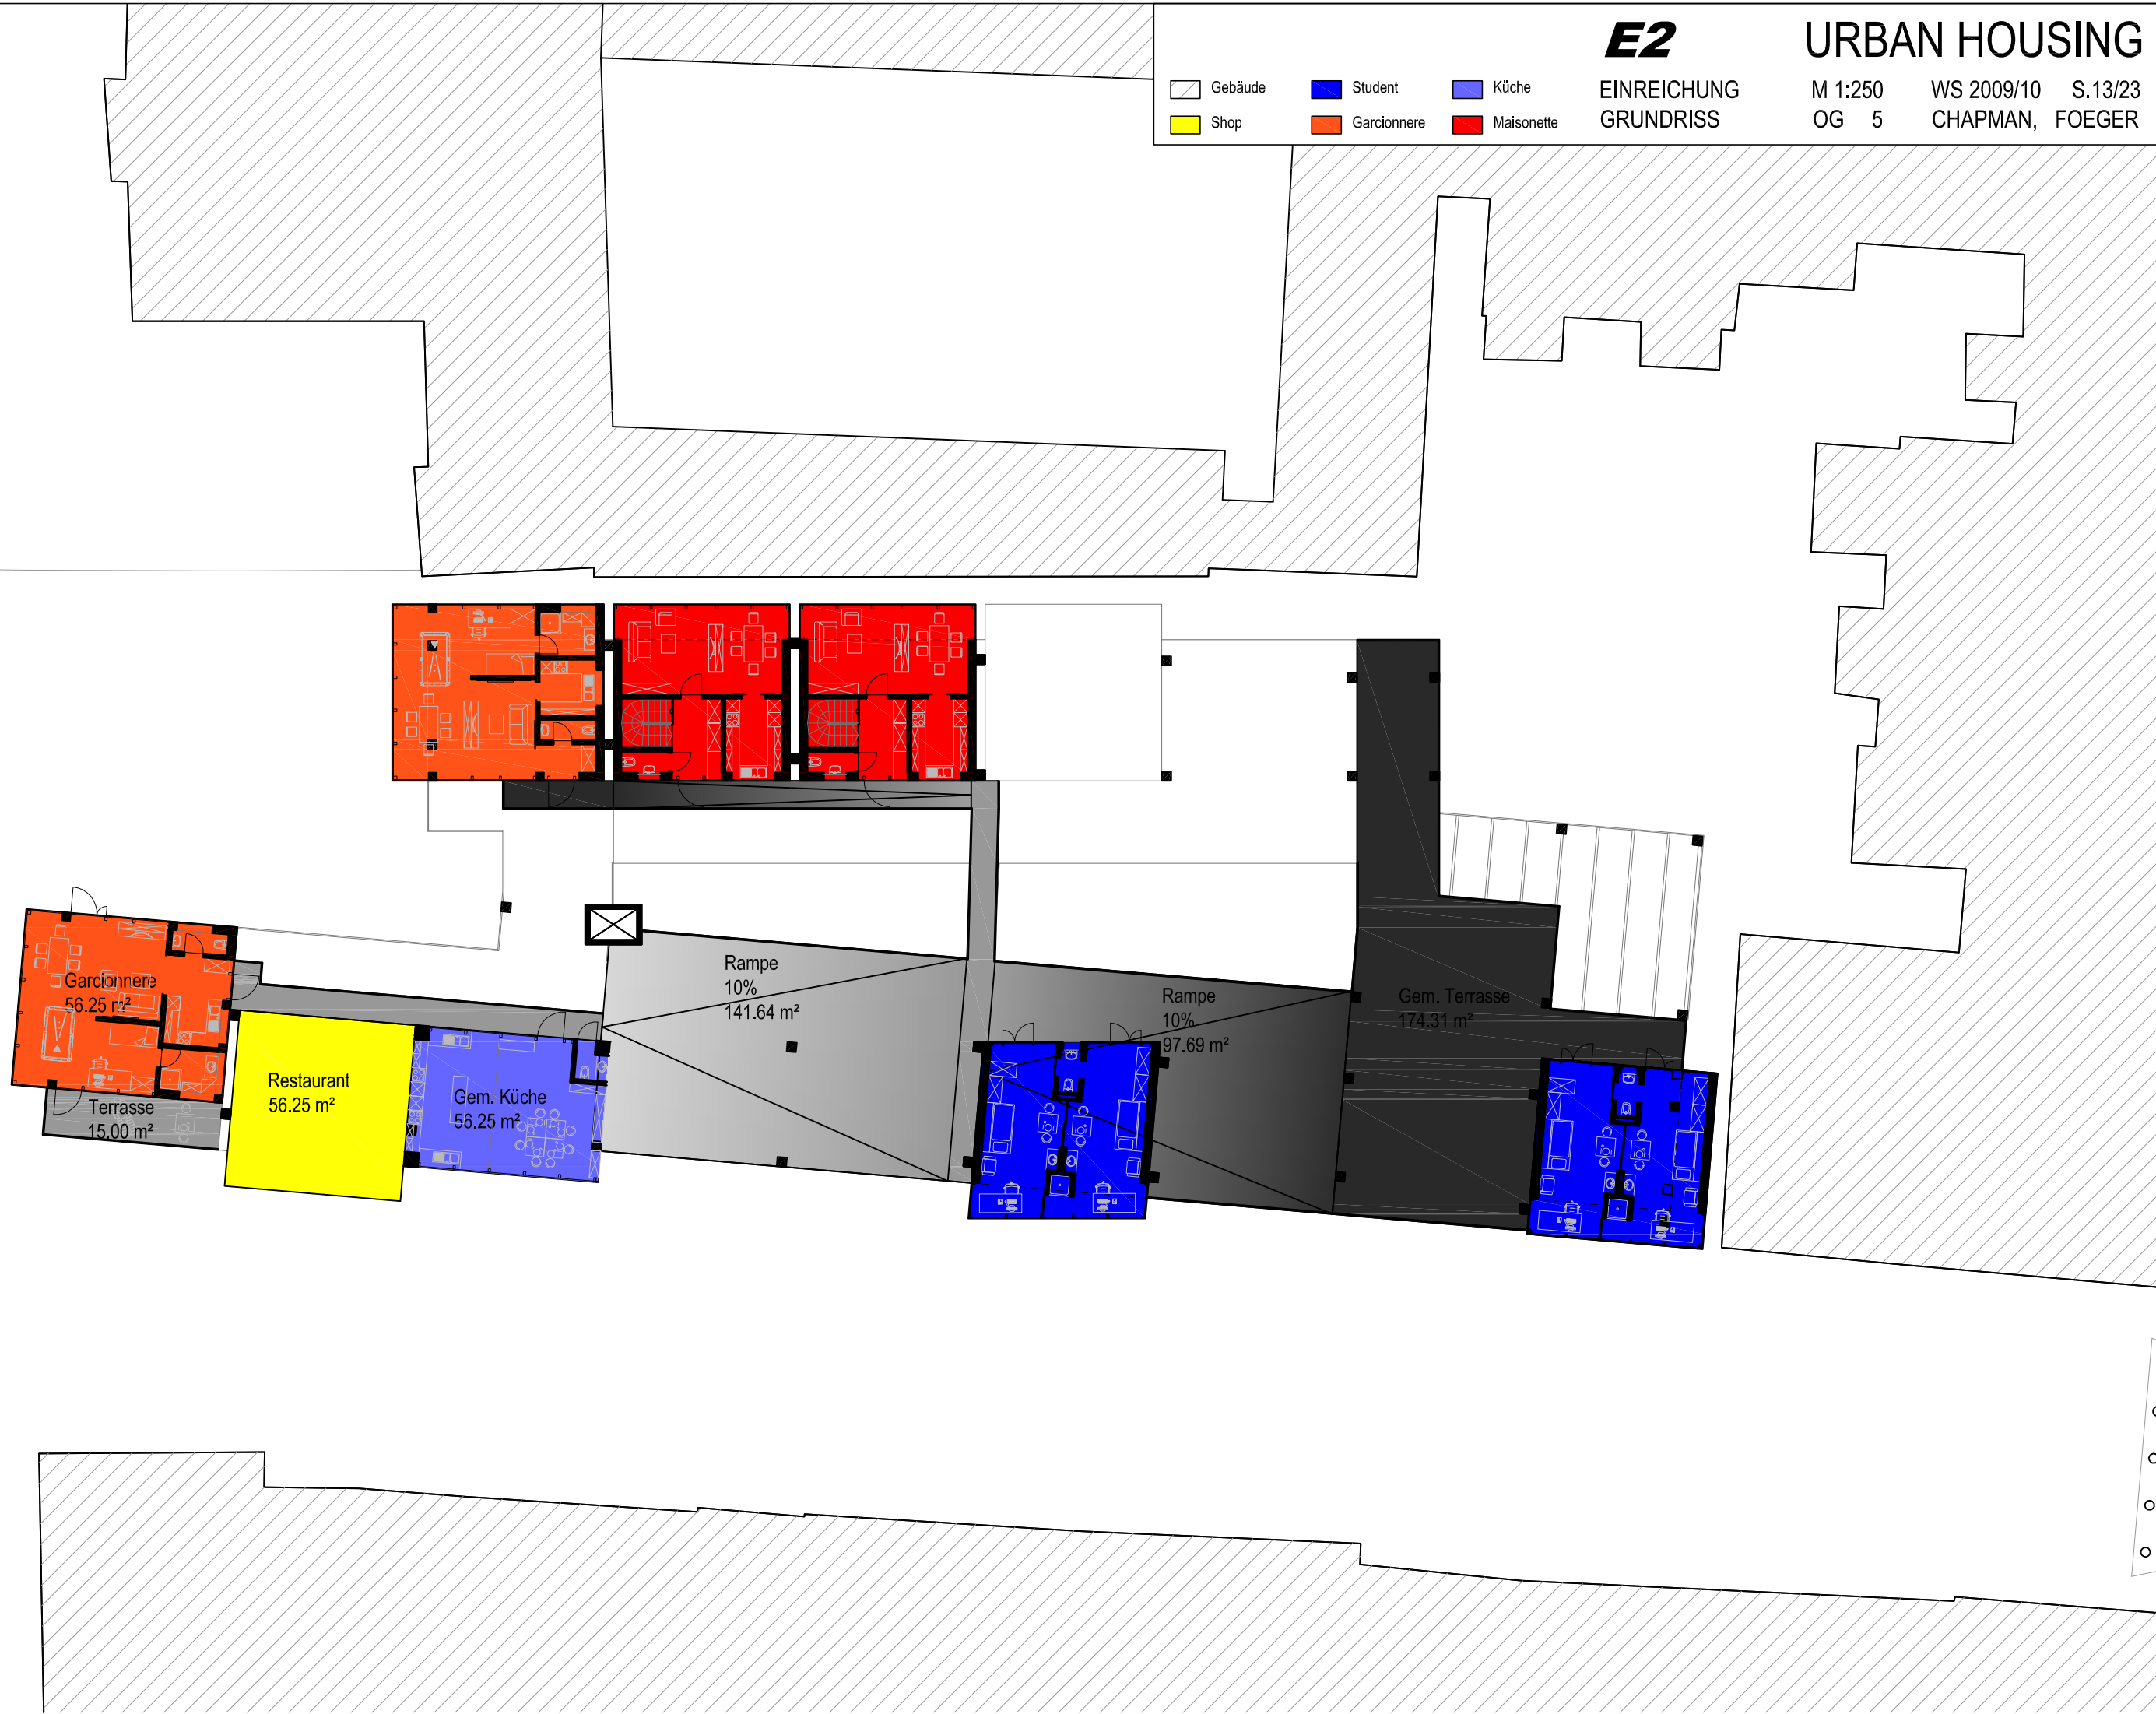 E2 URBAN HOUSING
Gebäude Student Küche EINREICHUNG M 1:250 WS 2009/10 S.13/23
Shop Garcionnere Maisonette GRUNDRISS OG 5 CHAPMAN, FOEGER
Garcionnere
56.25 m²
Terrasse
15.00 m²
Restaurant
56.25 m²
Gem. Küche
56.25 m²
Rampe
10%
141.64 m²
Rampe
10%
97.69 m²
Gem. Terrasse
174.31 m²